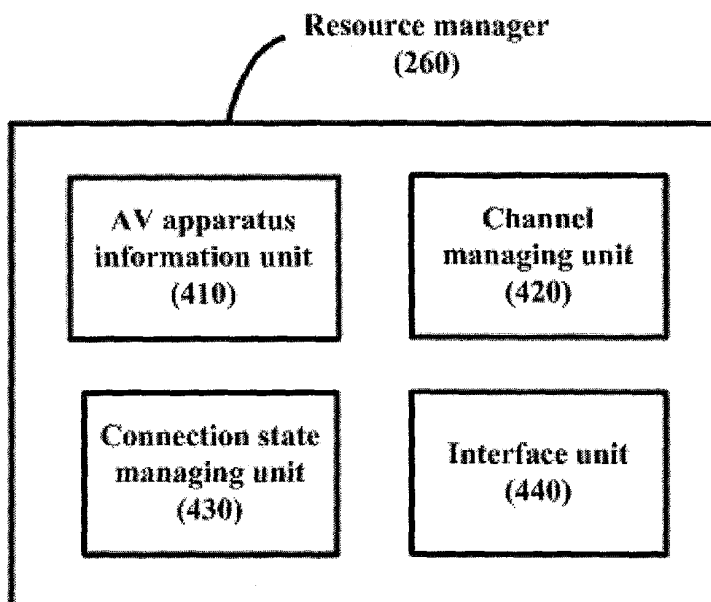 Resource manager
(260)
AV apparatus
information unit
(410)
Channel
managing unit
(420)
Connection state
managing unit
(430)
Interface unit
(440)